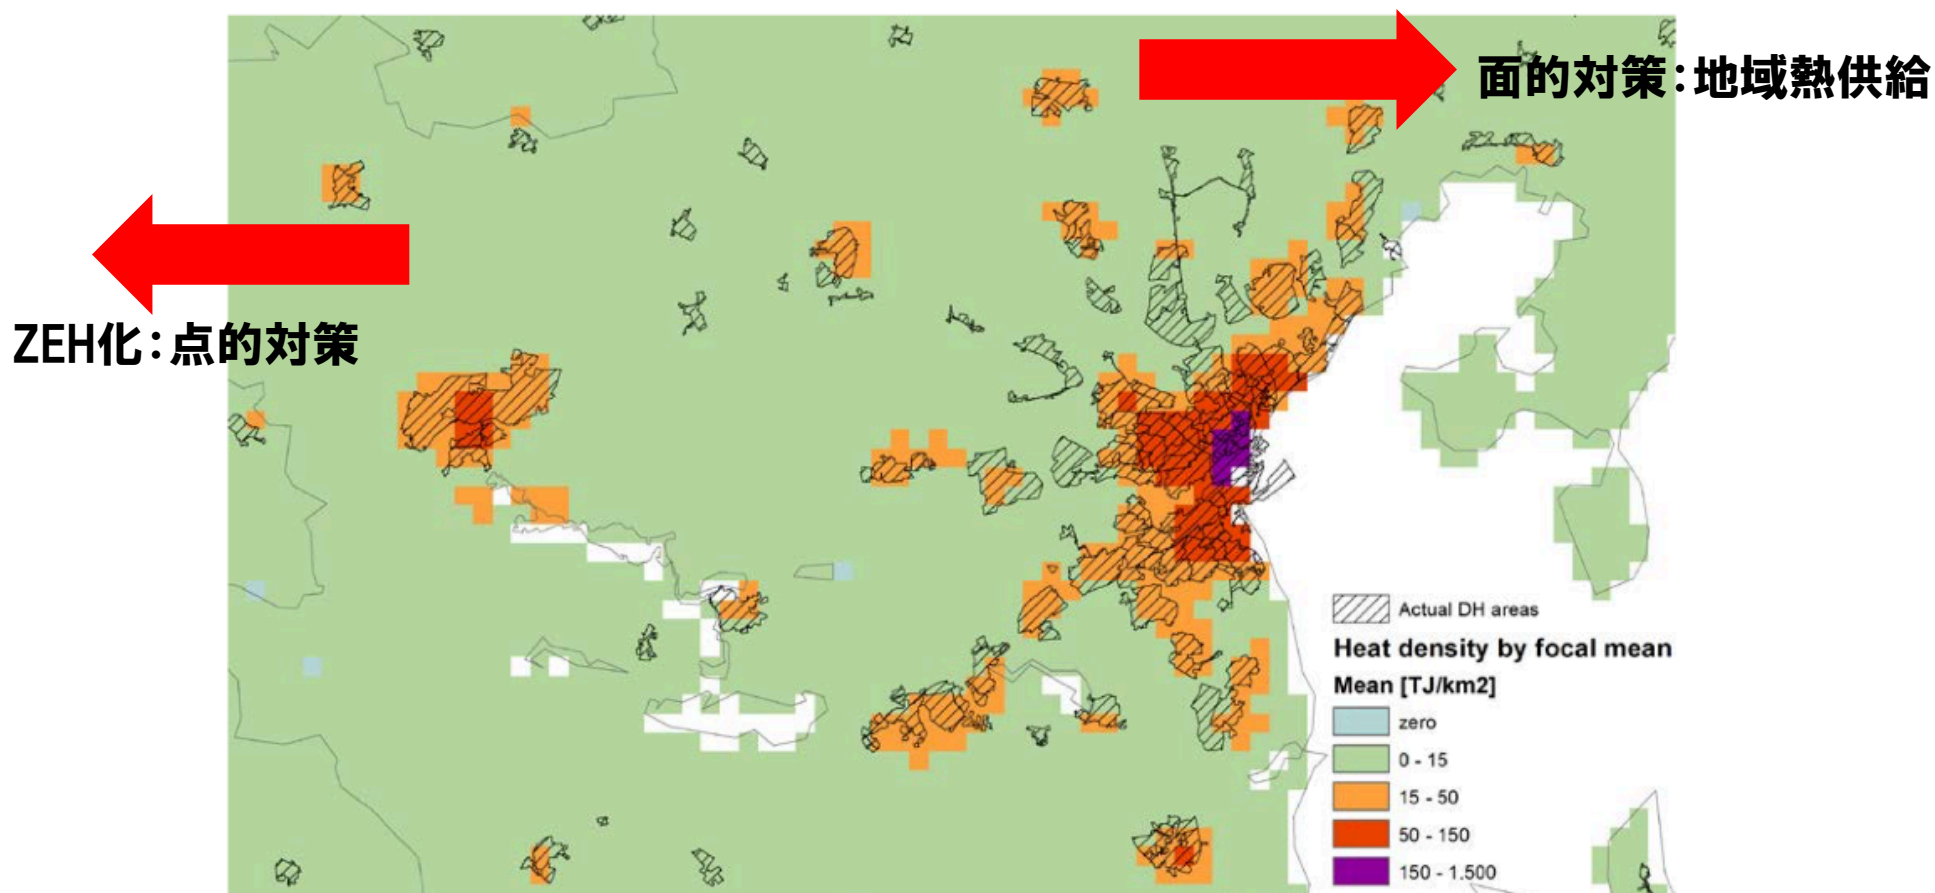 面的対策:地域熱供給
ZEH化:点的対策
Actual DH areas
Heat density by focal mean
Mean [TJ/km2]
zero
0 - 15
15 - 50
50 - 150
150 - 1.500